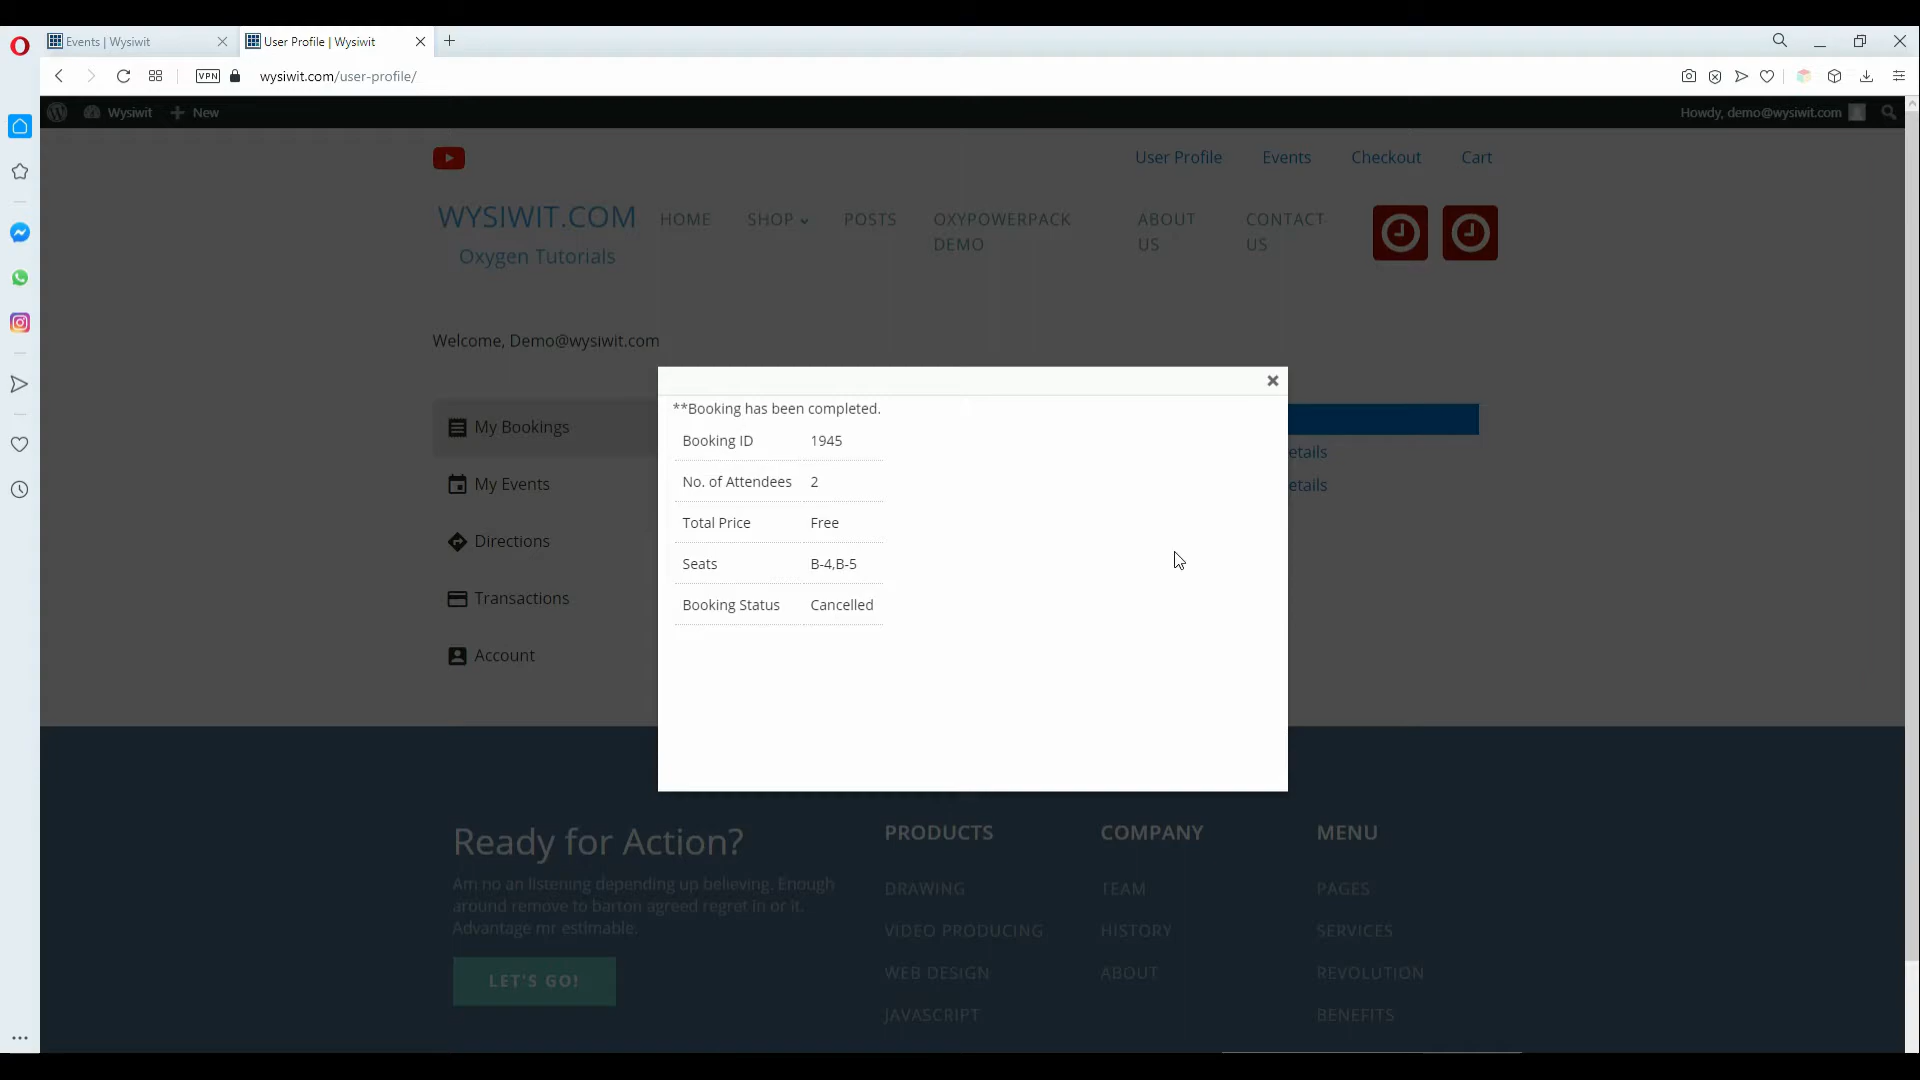 Events | Wysiwit
User Profile | Wysiwit
VPN
wysiwit.com/user-profile/
Wysiwit
New
Howdy, demo@wysiwit.com
User Profile
Events
Checkout
Cart
WYSIWIT.COM
Oxygen Tutorials
HOME
SHOP
POSTS
OXYPOWERPACK
DEMO
ABOUT
US
CONTACT
US
Welcome, Demo@wysiwit.com
My Bookings
My Events
Directions
Transactions
Account
**Booking has been completed.
Booking ID 1945
No. of Attendees 2
Total Price Free
Seats B-4,B-5
Booking Status Cancelled
etails
etails
Ready for Action?
Am no an listening depending up believing. Enough
around remove to barton agreed regret in or it.
Advantage mr estimable.
LET'S GO!
PRODUCTS
DRAWING
VIDEO PRODUCING
WEB DESIGN
JAVASCRIPT
COMPANY
TEAM
HISTORY
ABOUT
MENU
PAGES
SERVICES
REVOLUTION
BENEFITS